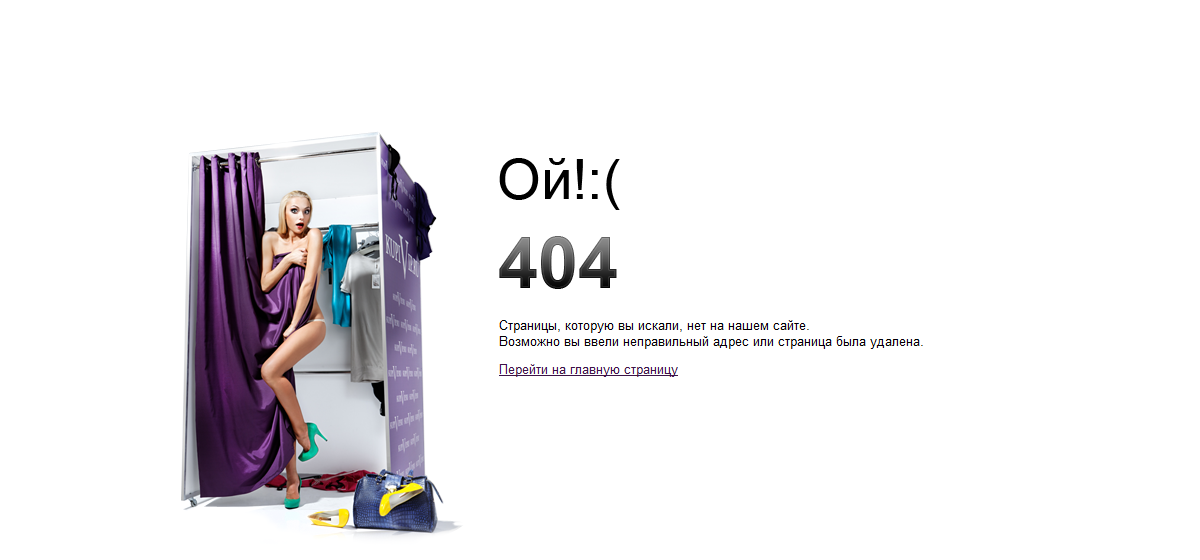 Ой!:(
404
Страницы, которую вы искали, нет на нашем сайте.
Возможно вы ввели неправильный адрес или страница была удалена.
Перейти на главную страницу
KUPI
V